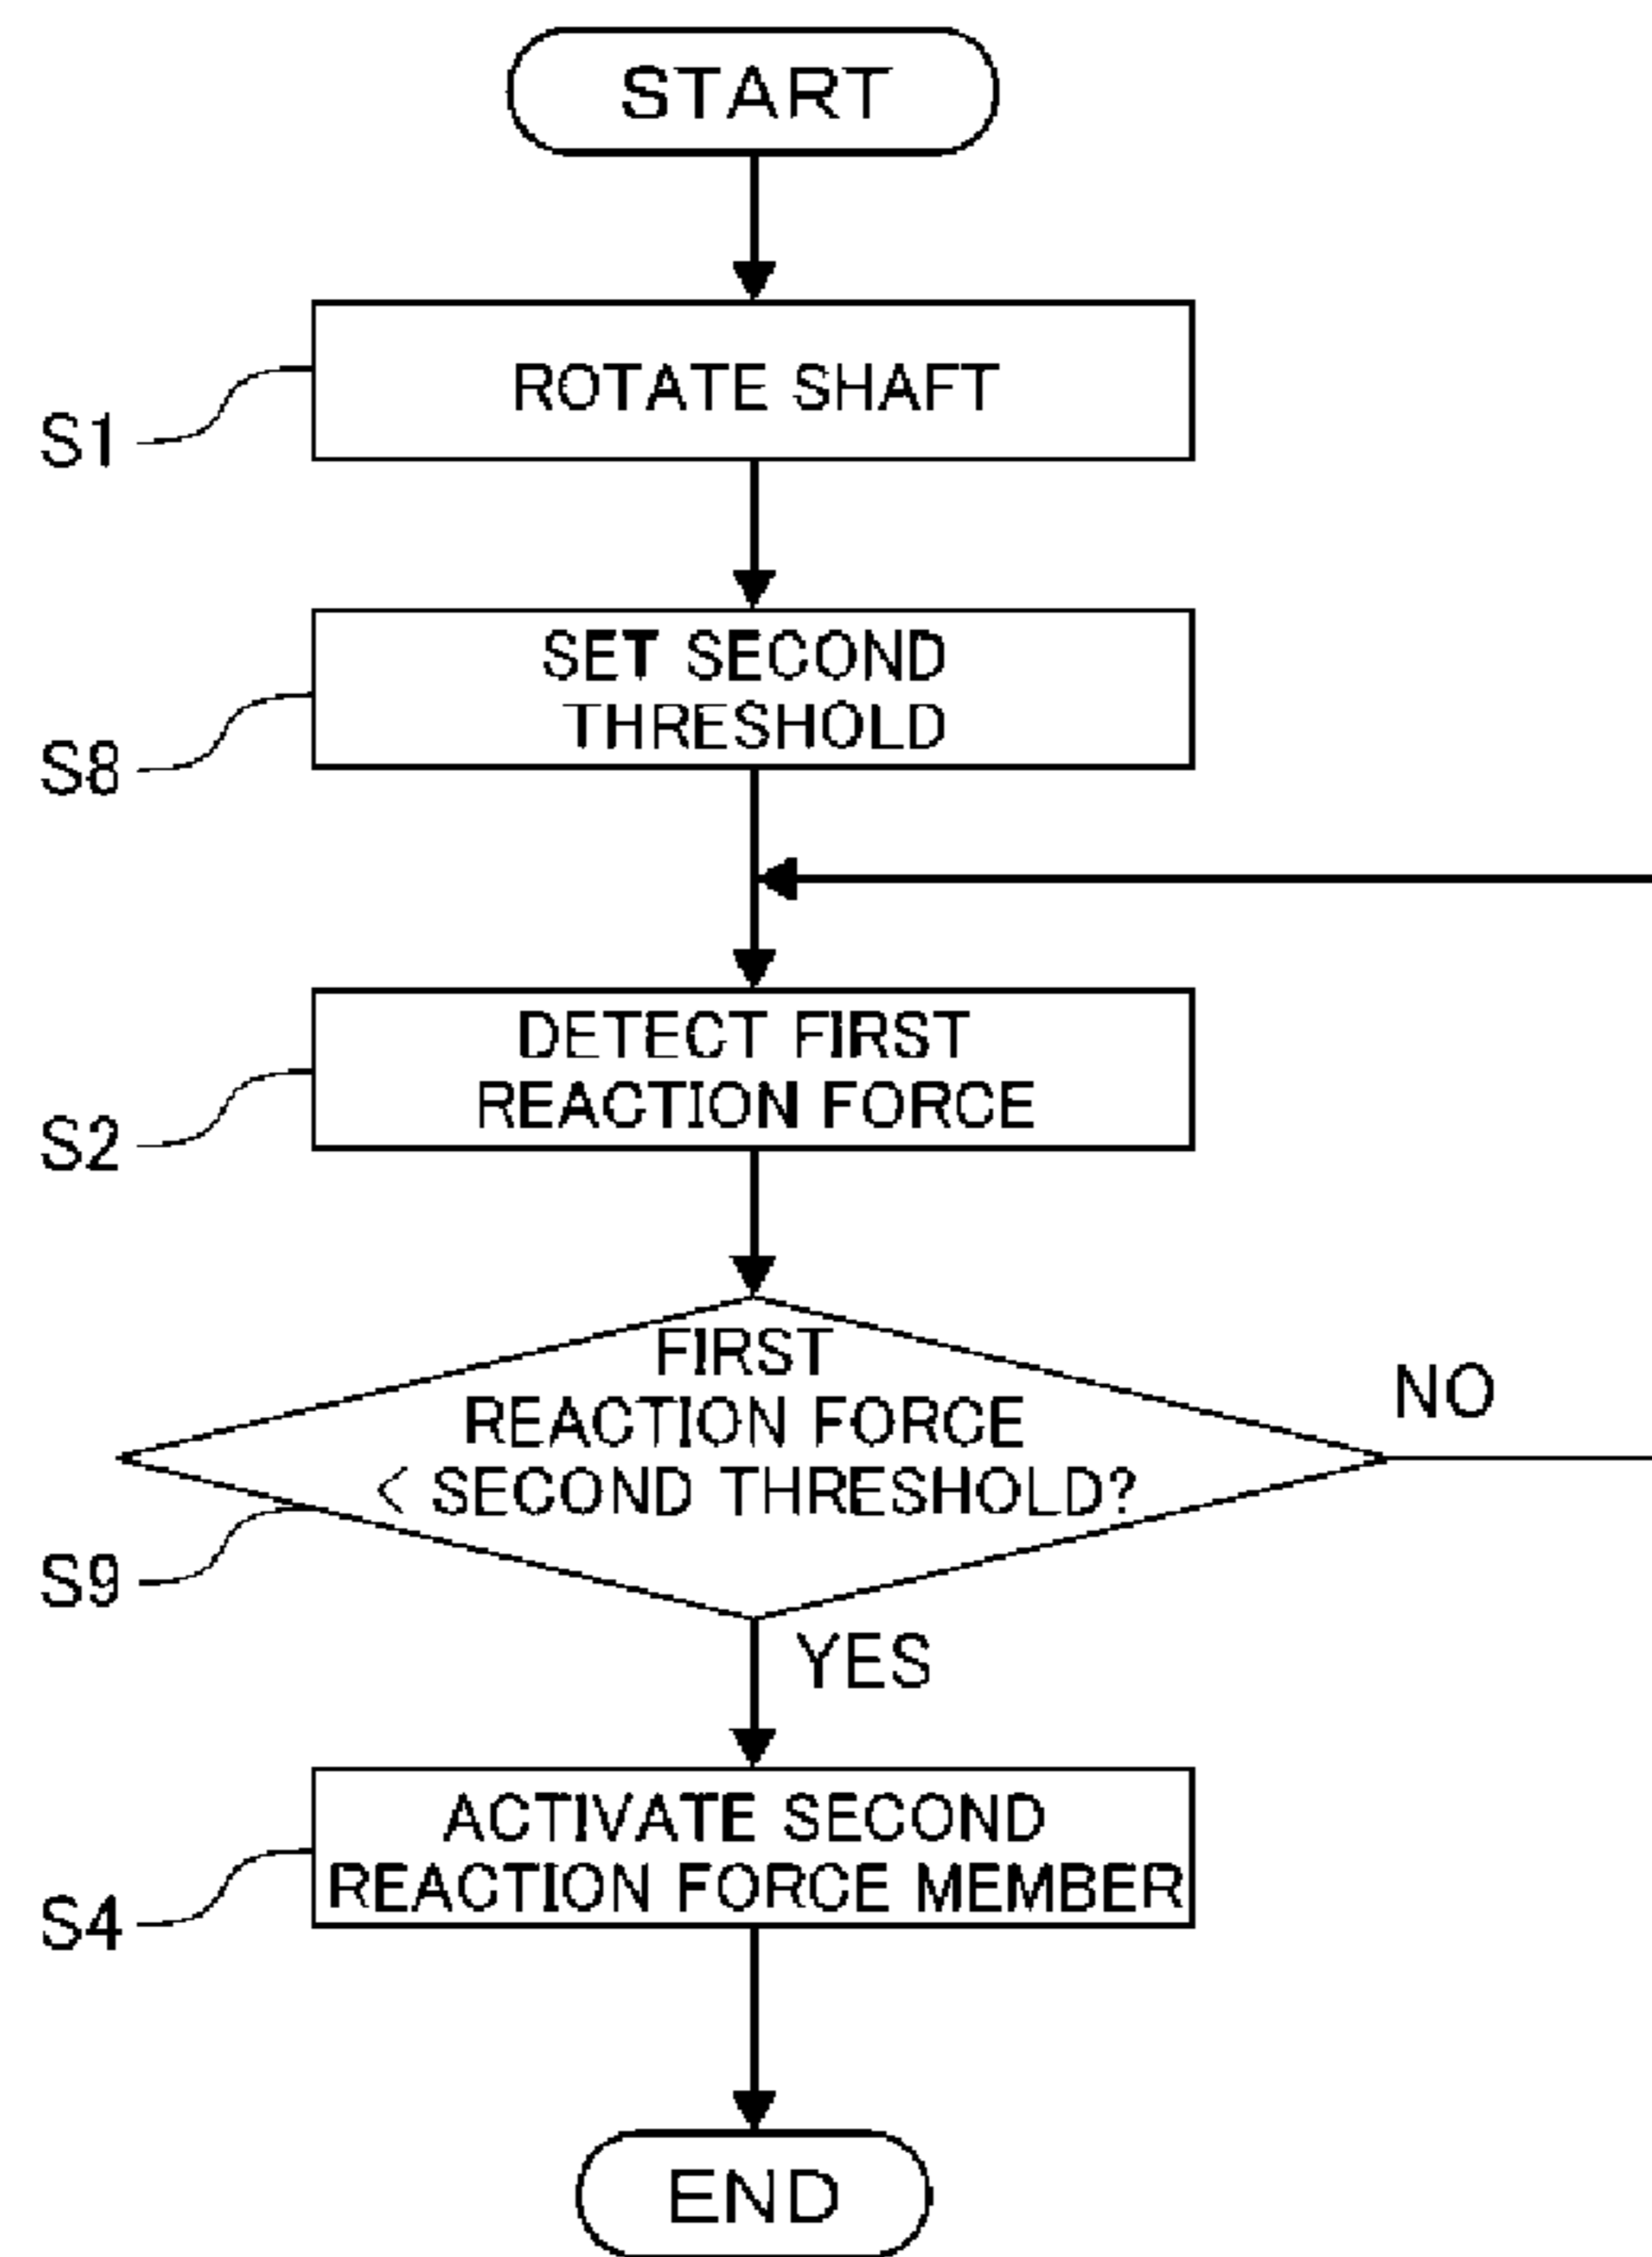 START
ROTATE SHAFT
S1
SET SECOND
THRESHOLD
S8
DETECT FIRST
REACTION FORCE
S2
FIRST
REACTION FORCE
< SECOND THRESHOLD?
NO
S9
YES
ACTIVATE SECOND
REACTION FORCE MEMBER
S4
END